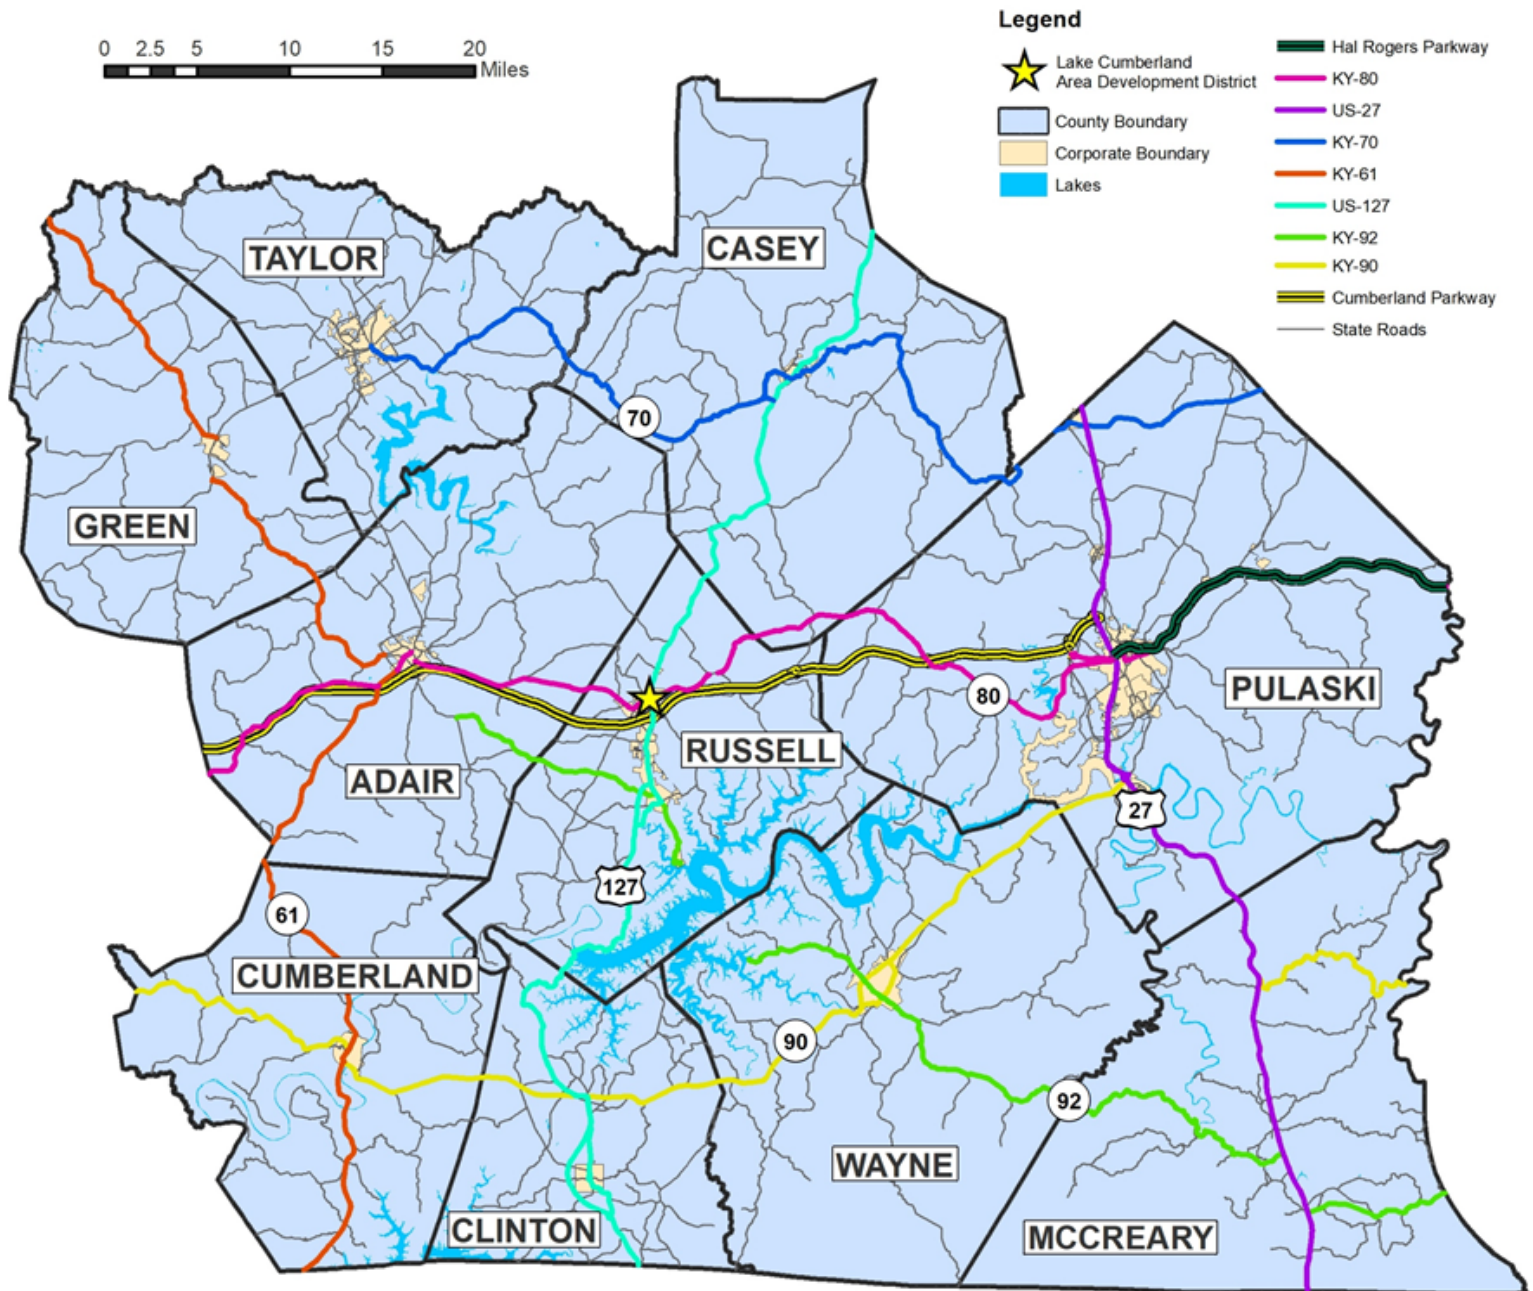 0 2.5 5 10 15 20
Miles
Legend
Lake Cumberland
Area Development District
County Boundary
Corporate Boundary
Lakes
Hal Rogers Parkway
KY-80
US-27
KY-70
KY-61
US-127
KY-92
KY-90
Cumberland Parkway
State Roads
TAYLOR
CASEY
70
GREEN
80
PULASKI
RUSSELL
ADAIR
27
127
61
CUMBERLAND
90
92
WAYNE
CLINTON
MCCREARY